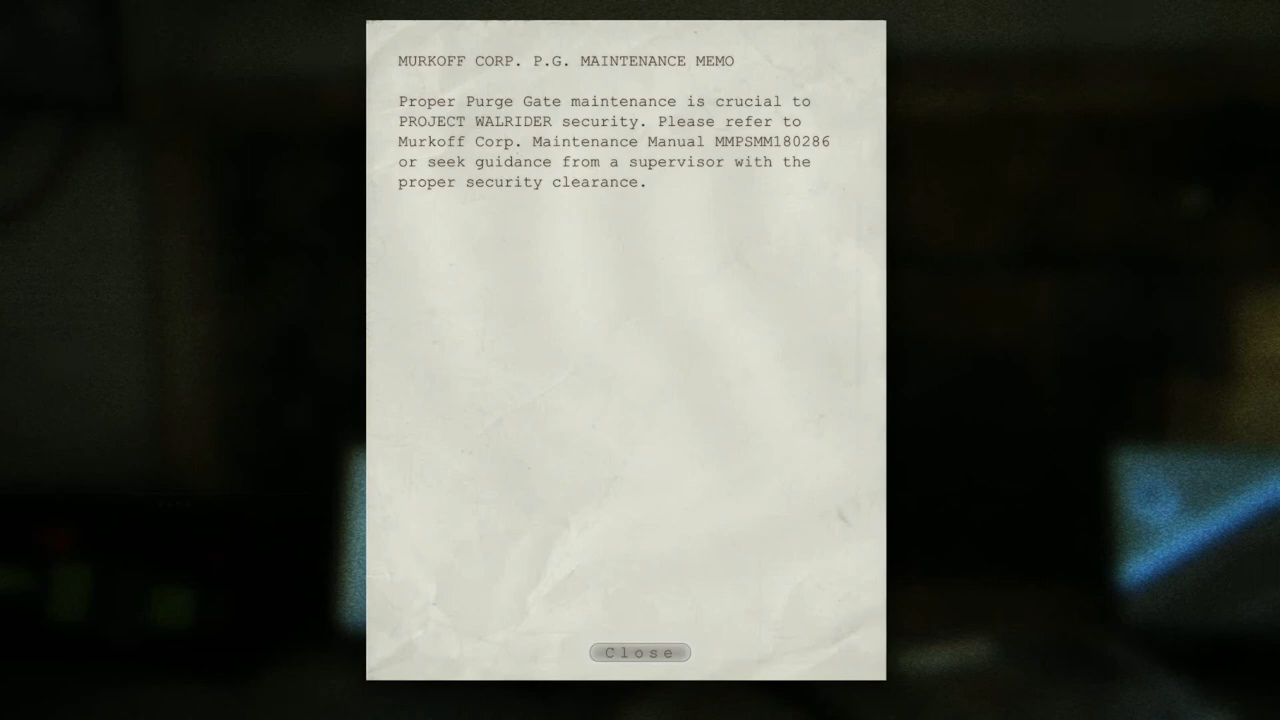 MURKOFF CORP. P.G. MAINTENANCE MEMO
Proper Purge Gate maintenance is crucial to
PROJECT WALRIDER security. Please refer to
Murkoff Corp. Maintenance Manual MMPSMM180286
or seek guidance from a supervisor with the
proper security clearance.
Close